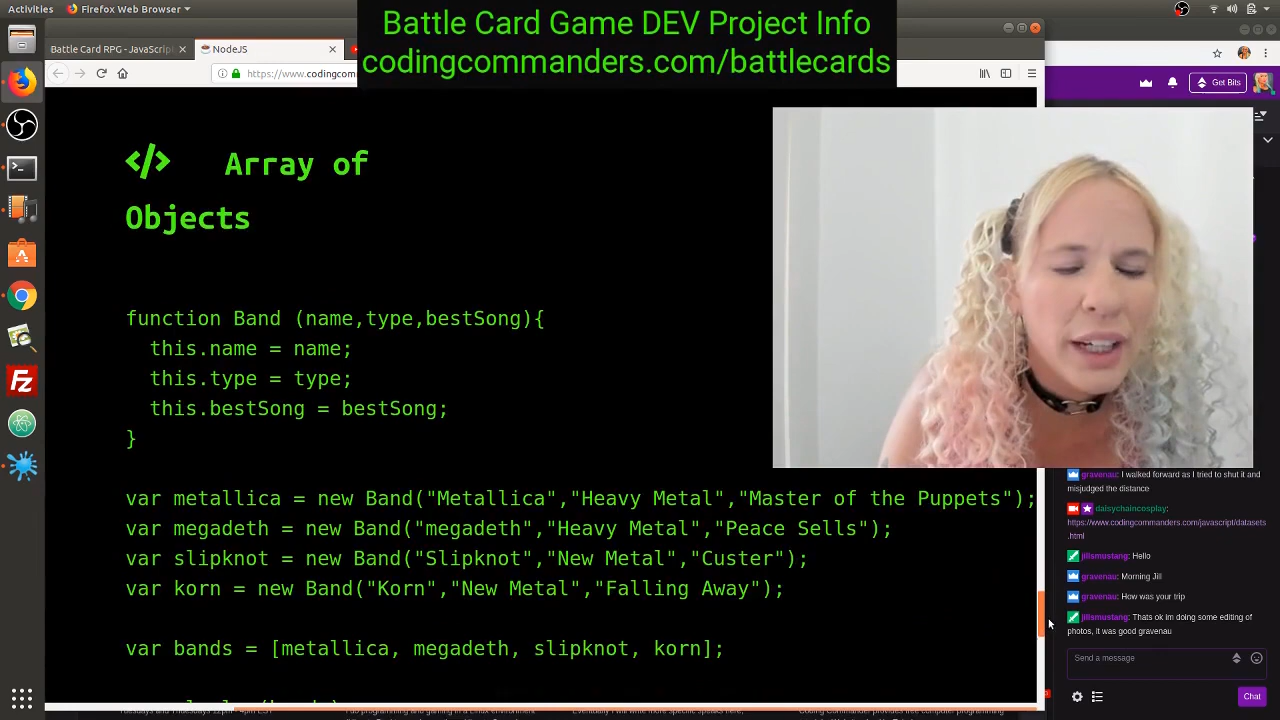 Activities
Firefox Web Browser
Battle Card Game DEV Project Info
codingcommanders.com/battlecards
Battle Card RPG - JavaScript
NodeJS
https://www.codingcom
Get Bits
</> Array of
Objects
function Band (name,type,bestSong){
this.name = name;
this.type = type;
this.bestSong = bestSong;
}
var metallica = new Band("Metallica","Heavy Metal","Master of the Puppets");
var megadeth = new Band("megadeth","Heavy Metal","Peace Sells");
var slipknot = new Band("Slipknot","New Metal","Custer");
var korn = new Band("Korn","New Metal","Falling Away");
var bands = [metallica, megadeth, slipknot, korn];
gravenau: I walked forward as I tried to shut it and
misjudged the distance
daisychaincosplay:
https://www.codingcommanders.com/javascript/datasets
.html
jillsmustang: Hello
gravenau: Morning Jill
gravenau: How was your trip
jillsmustang: Thats ok im doing some editing of
photos, it was good gravenau
Send a message
Chat